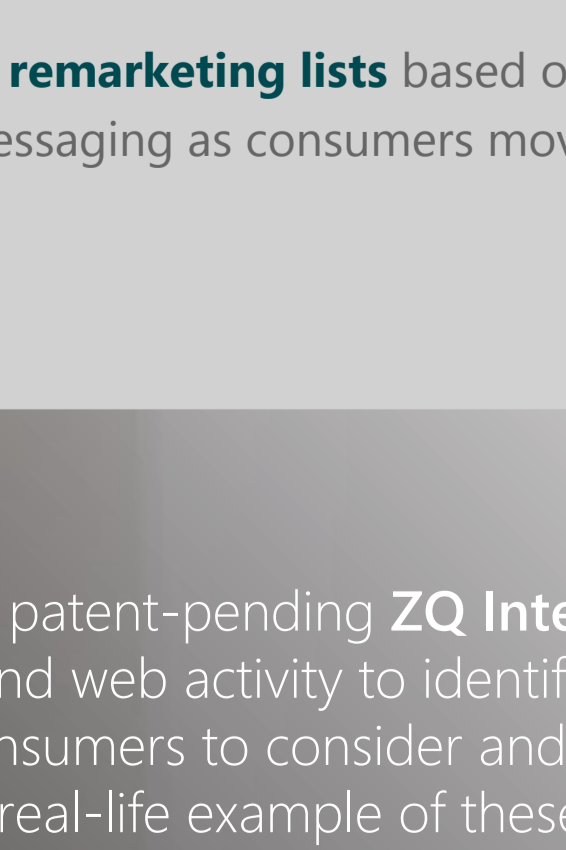 remarketing lists based o
essaging as consumers mov
patent-pending ZQ Inte
nd web activity to identif
nsumers to consider and
real-life example of these